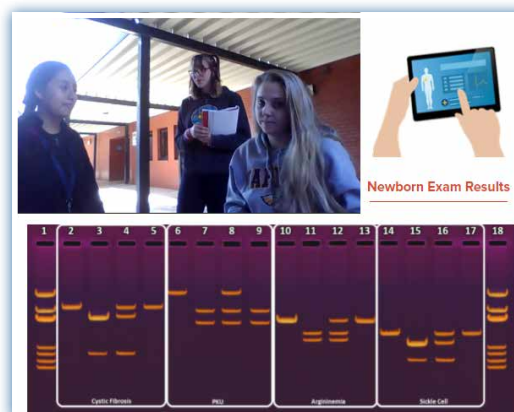 Newborn Exam Results
1 2 3 4 5 6 7 8 9 10 11 12 13 14 15 16 17 18
Cystic Fibrosis PKU Argininemia Sickle Cell